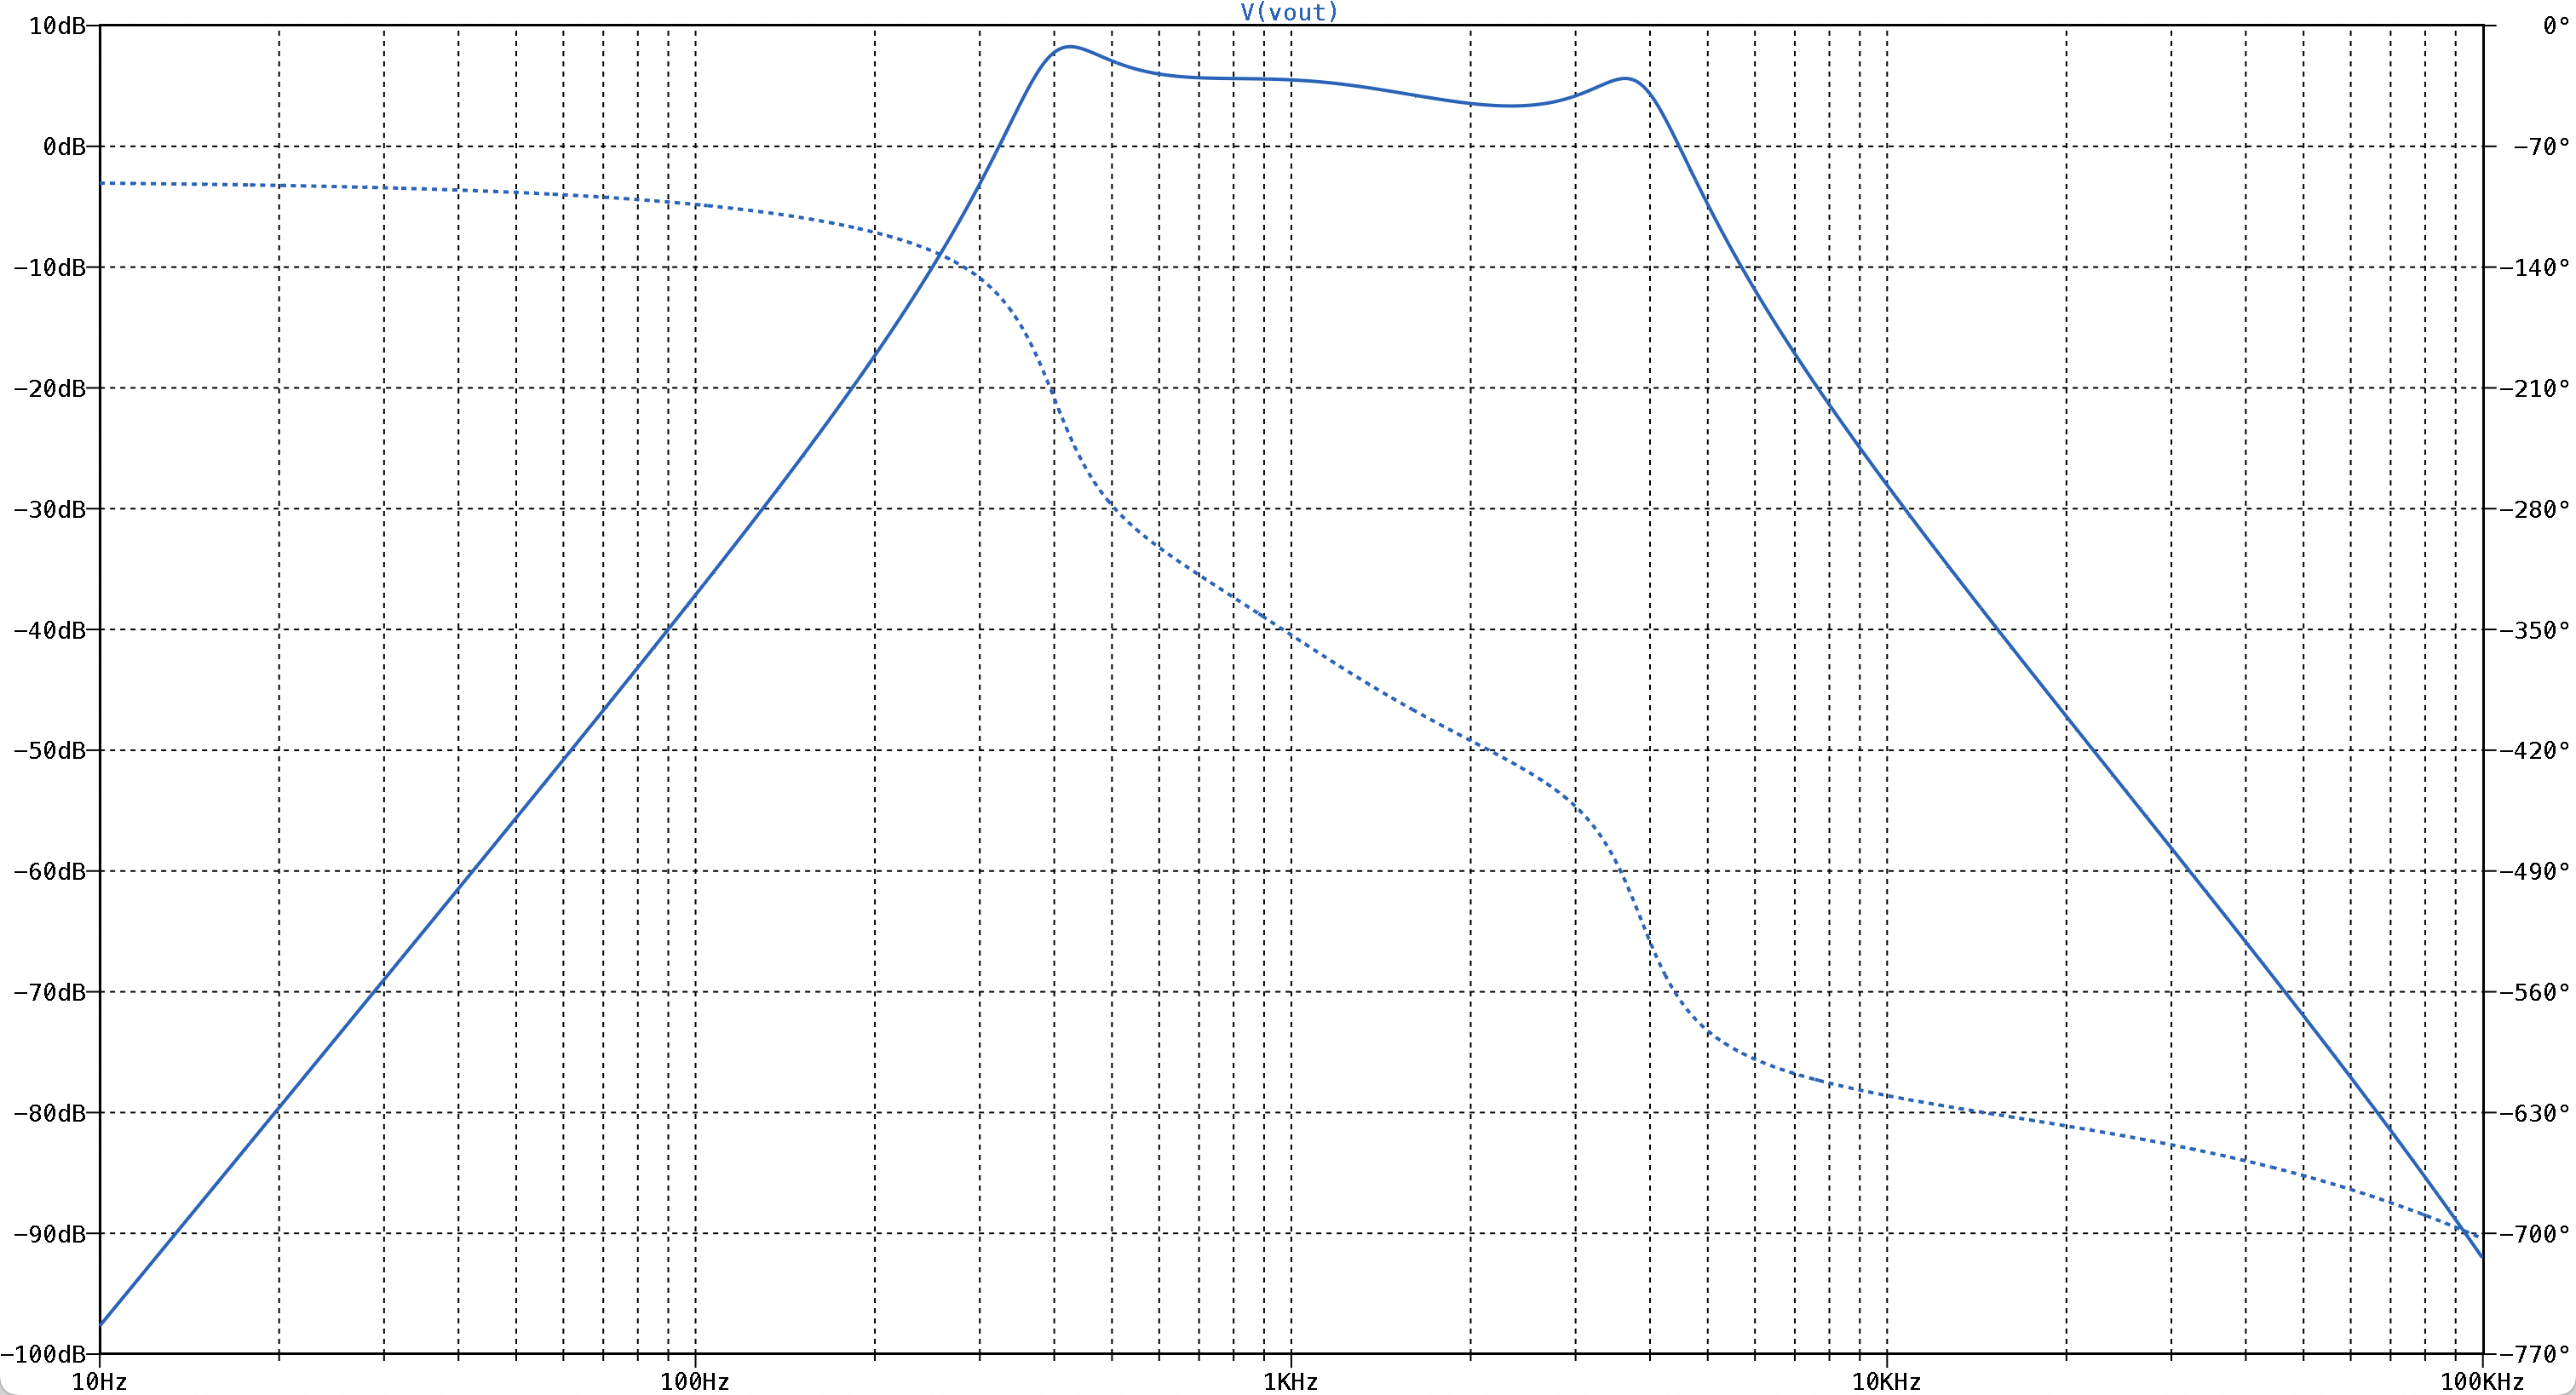 V(vout)
10dB 0°
0dB −70°
−10dB −140°
−20dB −210°
−30dB −280°
−40dB −350°
−50dB −420°
−60dB −490°
−70dB −560°
−80dB −630°
−90dB −700°
−100dB −770°
10Hz 100Hz 1KHz 10KHz 100KHz